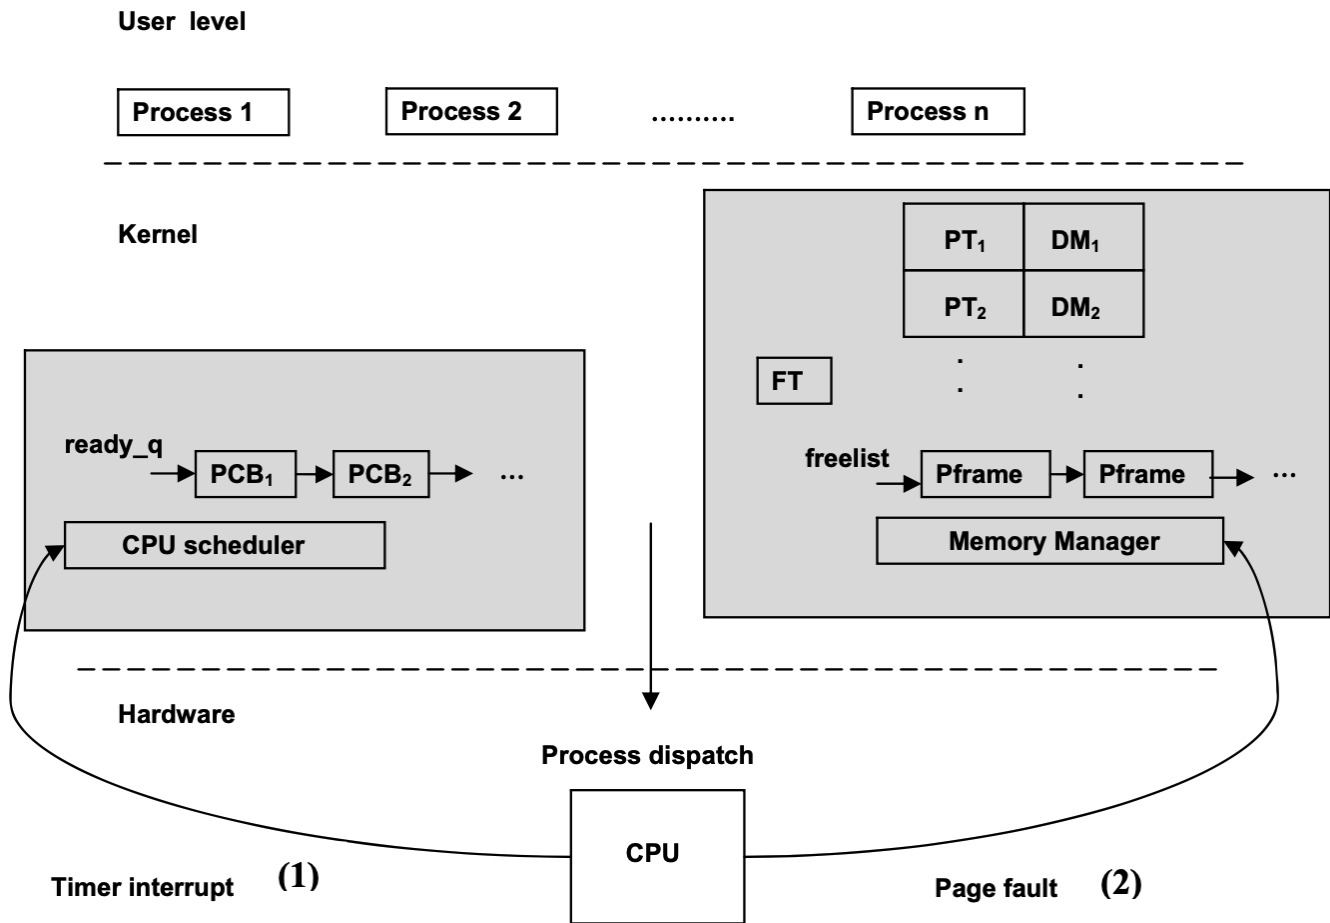 User level
Process 1
Process 2
..........
Process n
Kernel
PT₁
DM₁
PT₂
DM₂
.
.
.
.
FT
ready_q
PCB₁
PCB₂
...
freelist
Pframe
Pframe
...
CPU scheduler
Memory Manager
Hardware
Process dispatch
CPU
Timer interrupt (1)
Page fault (2)